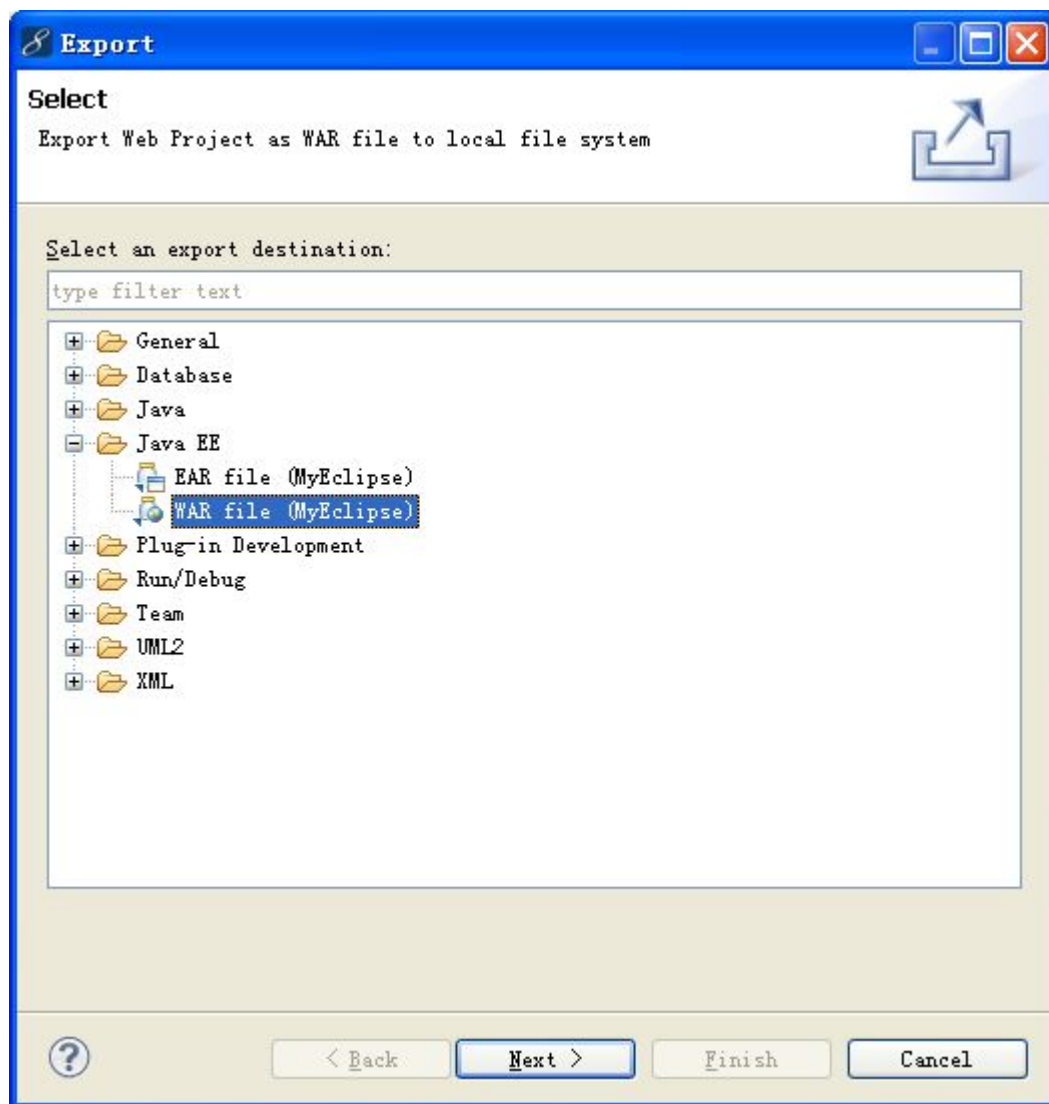 Export
Select
Export Web Project as WAR file to local file system
Select an export destination:
type filter text
General
Database
Java
Java EE
EAR file (MyEclipse)
WAR file (MyEclipse)
Plug-in Development
Run/Debug
Team
UML2
XML
? < Back Next > Finish Cancel